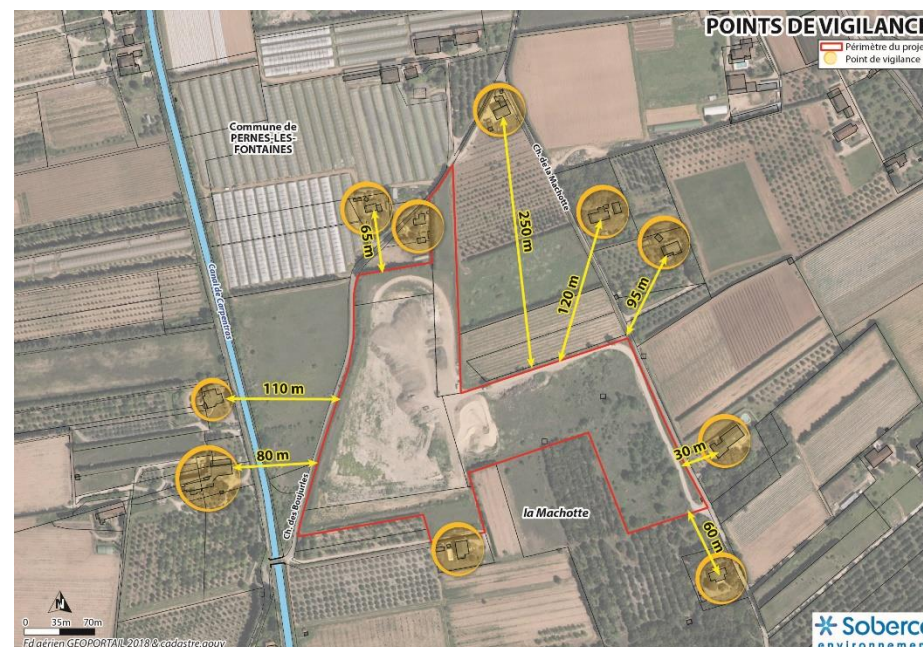 POINTS DE VIGILANCE
Périmètre du proje
Point de vigilance
Commune de
PERNES-LES-
FONTAINES
Ch. de la Machotte
65 m
250 m
120 m
95 m
Canal de Carpentras
110 m
80 m
30 m
Ch. des Boujurles
la Machotte
60 m
N
0 35m 70m
Fd aérien GEOPORTAIL 2018 & cadastre.gouv
Soberco
environnement